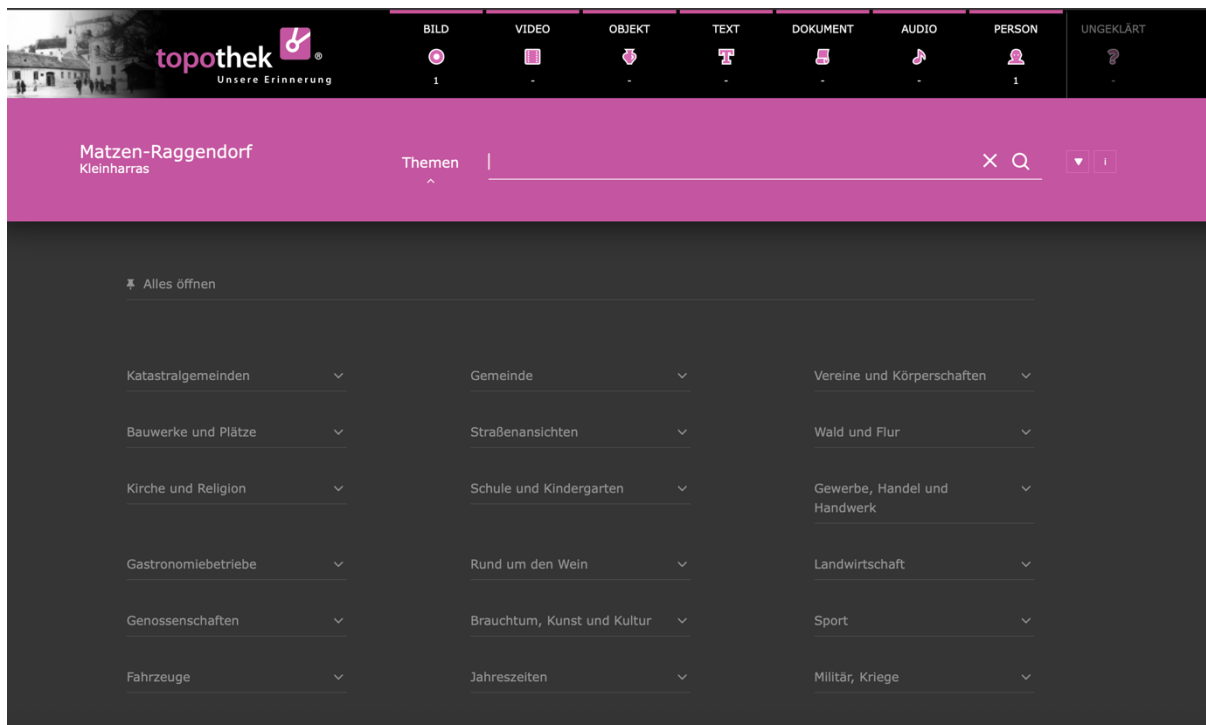 BILD VIDEO OBJEKT TEXT DOKUMENT AUDIO PERSON UNGEKLÄRT
topothek ®
Unsere Erinnerung
1 - - - - - 1 -
Matzen-Raggendorf
Kleinharras
Themen
i
Alles öffnen
Katastralgemeinden Gemeinde Vereine und Körperschaften
Bauwerke und Plätze Straßenansichten Wald und Flur
Kirche und Religion Schule und Kindergarten Gewerbe, Handel und
Handwerk
Gastronomiebetriebe Rund um den Wein Landwirtschaft
Genossenschaften Brauchtum, Kunst und Kultur Sport
Fahrzeuge Jahreszeiten Militär, Kriege